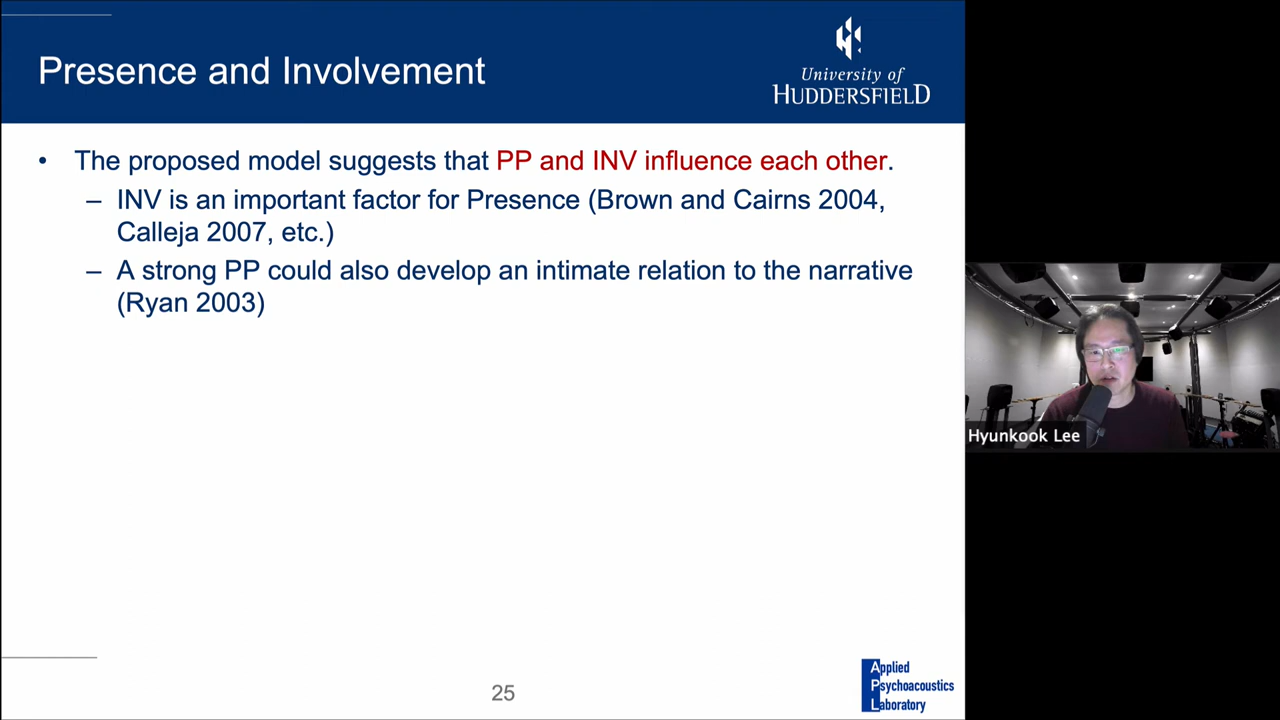 Presence and Involvement
University of
HUDDERSFIELD
• The proposed model suggests that PP and INV influence each other.
– INV is an important factor for Presence (Brown and Cairns 2004,
Calleja 2007, etc.)
– A strong PP could also develop an intimate relation to the narrative
(Ryan 2003)
Hyunkook Lee
25
Applied
Psychoacoustics
Laboratory